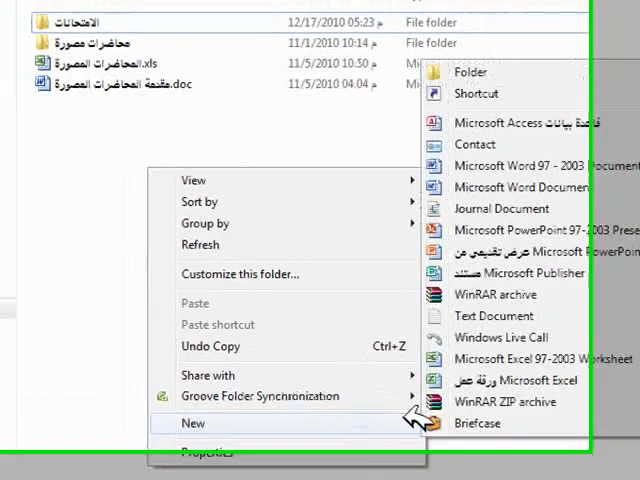 الامتحانات 12/17/2010 05:23 م File folder
محاضرات مصورة 11/1/2010 10:14 م File folder
المحاضرات المصورة.xls 11/5/2010 10:50 م
مقدمة المحاضرات المصورة.doc 11/5/2010 04:04 م
View
Sort by
Group by
Refresh
Customize this folder...
Paste
Paste shortcut
Undo Copy Ctrl+Z
Share with
Groove Folder Synchronization
New
Properties
Folder
Shortcut
Microsoft Access قاعدة بيانات
Contact
Microsoft Word 97 - 2003 Document
Microsoft Word Document
Journal Document
Microsoft PowerPoint 97-2003 Prese
عرض تقديمي من Microsoft PowerPoint
مستند Microsoft Publisher
WinRAR archive
Text Document
Windows Live Call
Microsoft Excel 97-2003 Worksheet
ورقة عمل Microsoft Excel
WinRAR ZIP archive
Briefcase